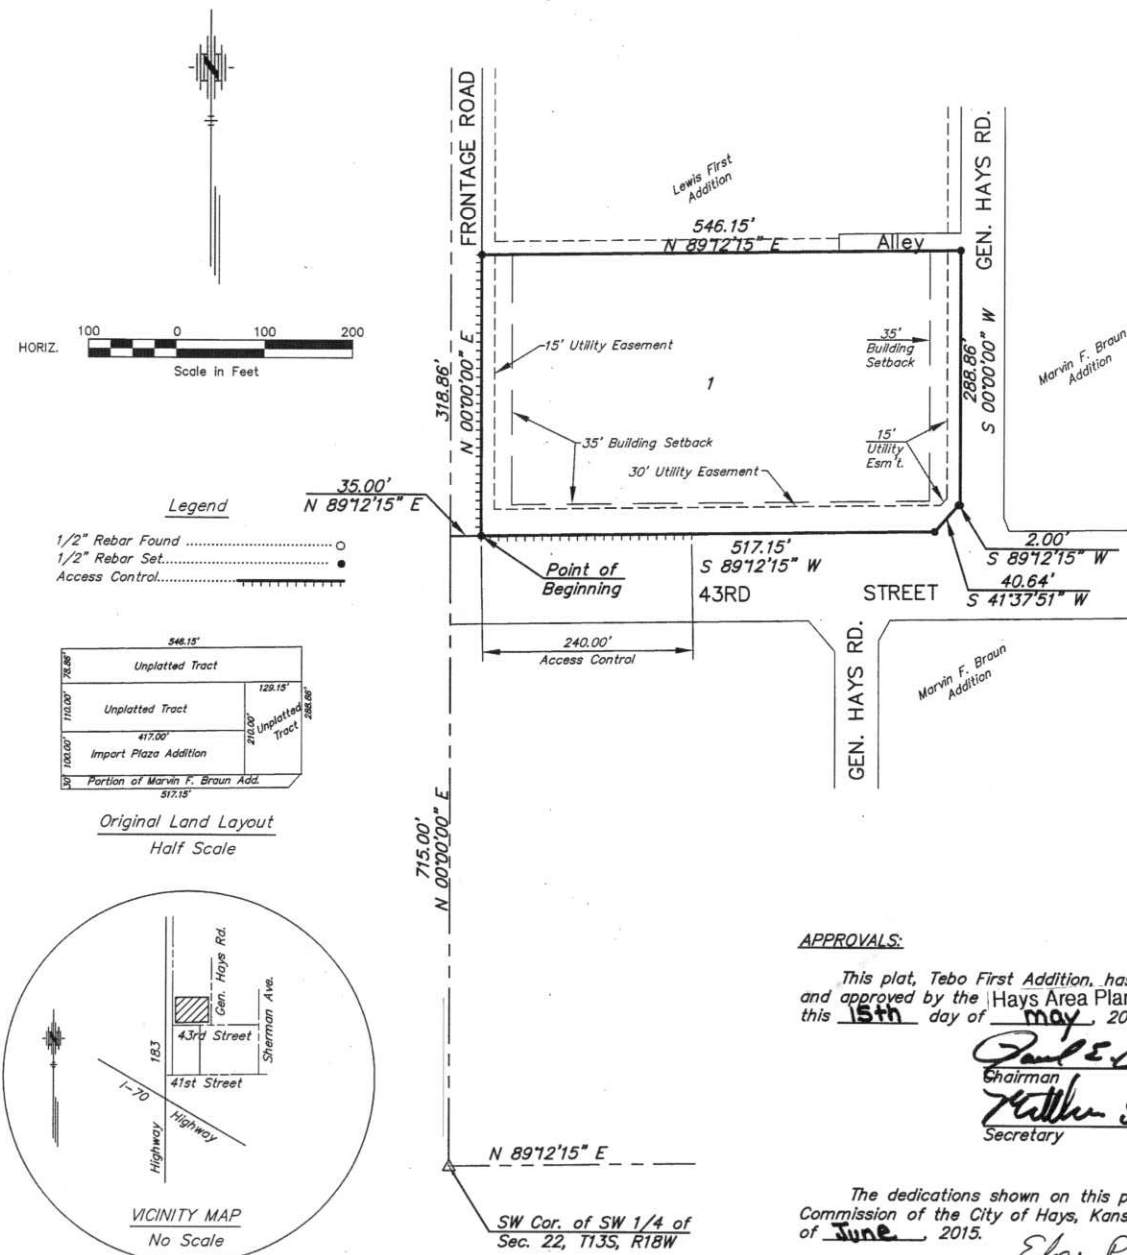 FRONTAGE ROAD
GEN. HAYS RD.
Lewis First
Addition
546.15'
N 89°12'15" E
Alley
100 0 100 200
HORIZ.
Scale in Feet
318.86'
N 00°00'00" E
15' Utility Easement
35'
Building
Setback
1
288.86'
S 00°00'00" W
Marvin F. Braun
Addition
35' Building Setback
15'
Utility
Esm't.
30' Utility Easement
35.00'
N 89°12'15" E
Legend
1/2" Rebar Found
1/2" Rebar Set
Access Control
Point of
Beginning
517.15'
S 89°12'15" W
2.00'
S 89°12'15" W
40.64'
S 41°37'51" W
43RD STREET
240.00'
Access Control
GEN. HAYS RD.
Marvin F. Braun
Addition
546.15'
78.86'
Unplatted Tract
110.00'
Unplatted Tract
129.15'
210.00'
Unplatted
Tract
288.86'
417.00'
100.00'
Import Plaza Addition
30'
Portion of Marvin F. Braun Add.
517.15'
Original Land Layout
Half Scale
715.00'
N 00°00'00" E
Gen. Hays Rd.
Sherman Ave.
43rd Street
183
41st Street
I-70
Highway
Highway
VICINITY MAP
No Scale
N 89°12'15" E
SW Cor. of SW 1/4 of
Sec. 22, T13S, R18W
APPROVALS:
This plat, Tebo First Addition, has
and approved by the Hays Area Plan
this 15th day of may, 20
Paul E.
Chairman
Secretary
The dedications shown on this p
Commission of the City of Hays, Kans
of June, 2015.